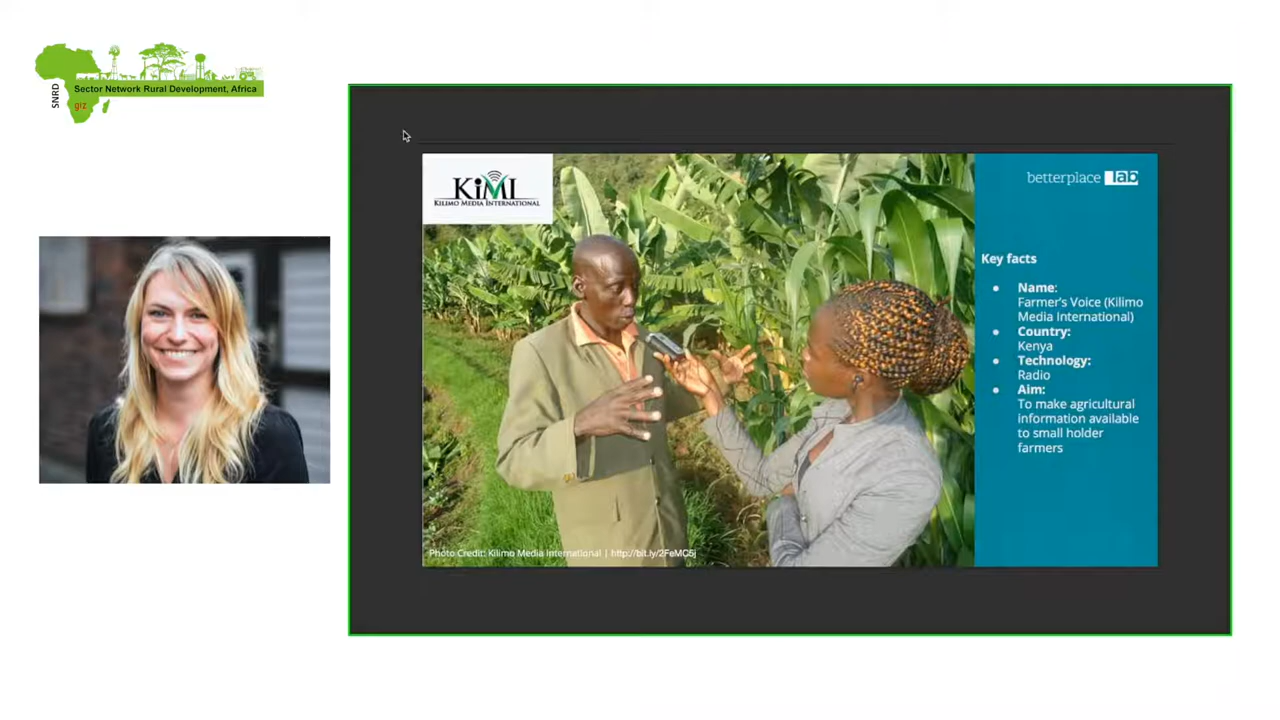 SNRD
Sector Network Rural Development, Africa
giz
KiMI
KILIMO MEDIA INTERNATIONAL
betterplace lab
Key facts
● Name:
Farmer's Voice (Kilimo
Media International)
● Country:
Kenya
● Technology:
Radio
● Aim:
To make agricultural
information available
to small holder
farmers
Photo Credit: Kilimo Media International | http://bit.ly/2FeMC5j